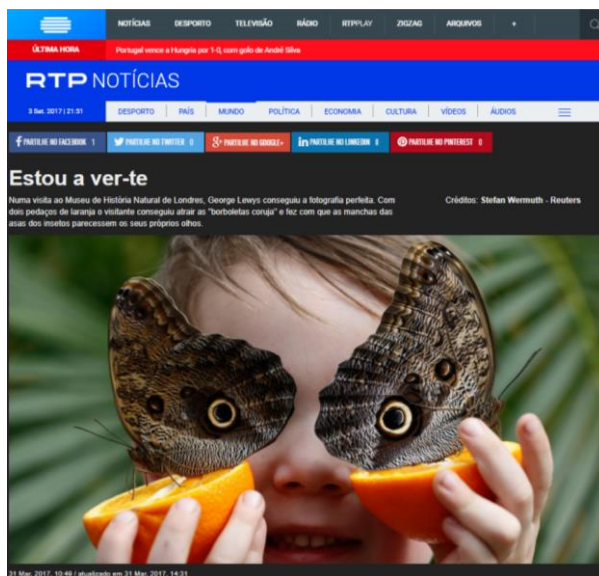 NOTÍCIAS DESPORTO TELEVISÃO RÁDIO RTPPLAY ZIGZAG ARQUIVOS +
ÚLTIMA HORA Portugal vence a Hungria por 1-0, com golo de André Silva
RTP NOTÍCIAS
3 Set. 2017 | 21:51 DESPORTO PAÍS MUNDO POLÍTICA ECONOMIA CULTURA VÍDEOS ÁUDIOS
PARTILHE NO FACEBOOK 1 PARTILHE NO TWITTER 0 PARTILHE NO GOOGLE+ PARTILHE NO LINKEDIN 0 PARTILHE NO PINTEREST 0
Estou a ver-te
Numa visita ao Museu de História Natural de Londres, George Lewys conseguiu a fotografia perfeita. Com Créditos: Stefan Wermuth - Reuters
dois pedaços de laranja o visitante conseguiu atrair as "borboletas coruja" e fez com que as manchas das
asas dos insetos parecessem os seus próprios olhos.
31 Mar, 2017, 10:46 / atualizado em 31 Mar, 2017, 14:31